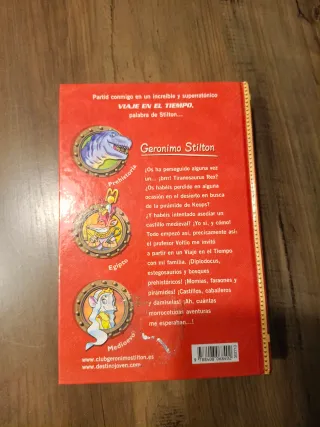 Partid conmigo en un increíble y superratónico
VIAJE EN EL TIEMPO,
palabra de Stilton...
Geronimo Stilton
¿Os ha perseguido alguna vez
un... ¡brrr! Tiranosaurus Rex?
¿Os habéis perdido en alguna
ocasión en el desierto en busca de
la pirámide de Keops?
¿Y habéis intentado asediar un
castillo medieval? ¡Yo sí, y cómo!
Todo empezó así, precisamente así:
el profesor Voltio me invitó
a partir en un Viaje en el Tiempo
con mi familia. ¡Diplodocus,
estegosaurios y bosques
prehistóricos! ¡Momias, faraones y
pirámides! ¡Castillos, caballeros
y damiselas! ¡Ah, cuántas
morrocotudas aventuras
me esperaban...!
Prehistoria
Egipto
Medioevo
www.clubgeronimostilton.es
www.destinojoven.com